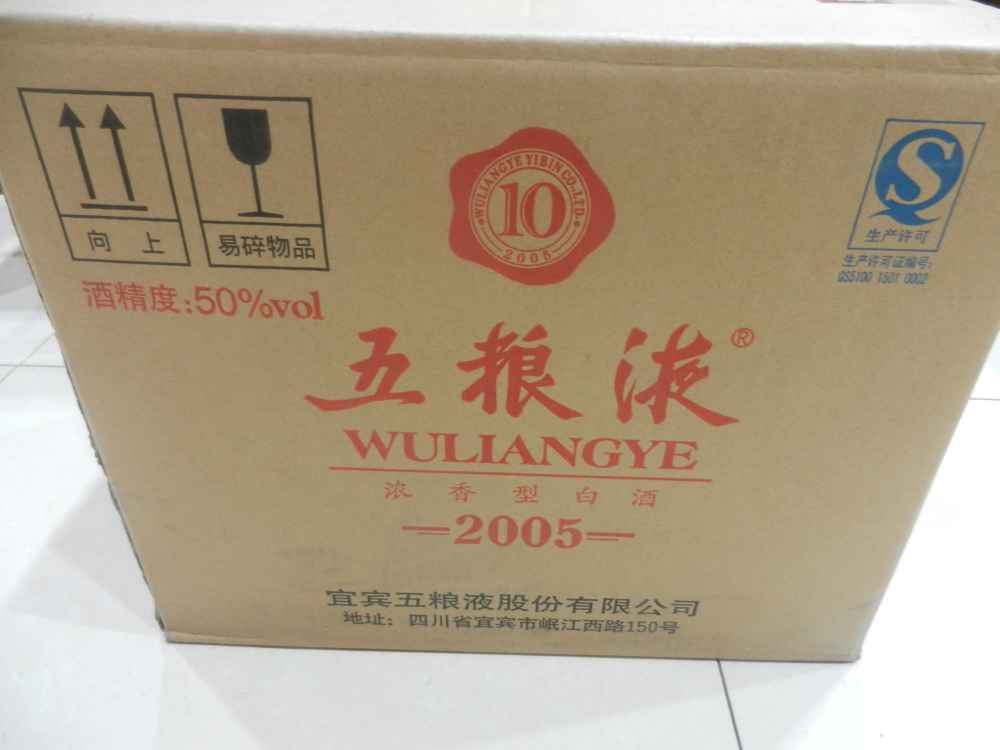 向上
易碎物品
酒精度:50%vol
WULIANGYE YIBIN CO.,LTD.
10
2005
S
生产许可
生产许可证编号:
QS5100 1501 0002
五粮液®
WULIANGYE
浓香型白酒
—2005—
宜宾五粮液股份有限公司
地址: 四川省宜宾市岷江西路150号